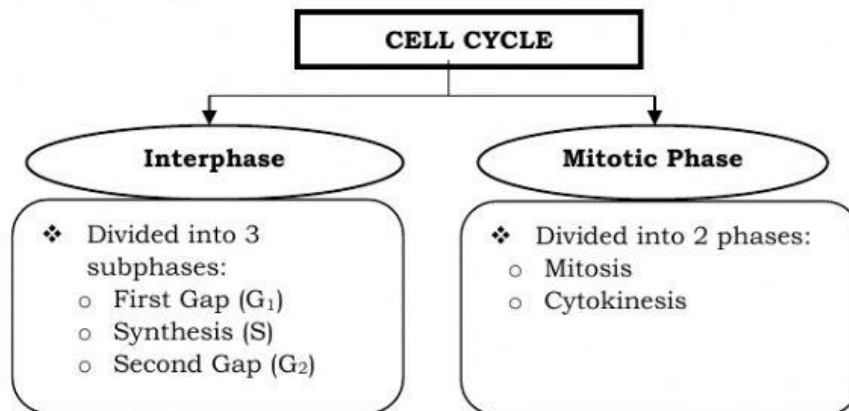 CELL CYCLE
Interphase
❖ Divided into 3
subphases:
o First Gap (G₁)
o Synthesis (S)
o Second Gap (G₂)
Mitotic Phase
❖ Divided into 2 phases:
o Mitosis
o Cytokinesis